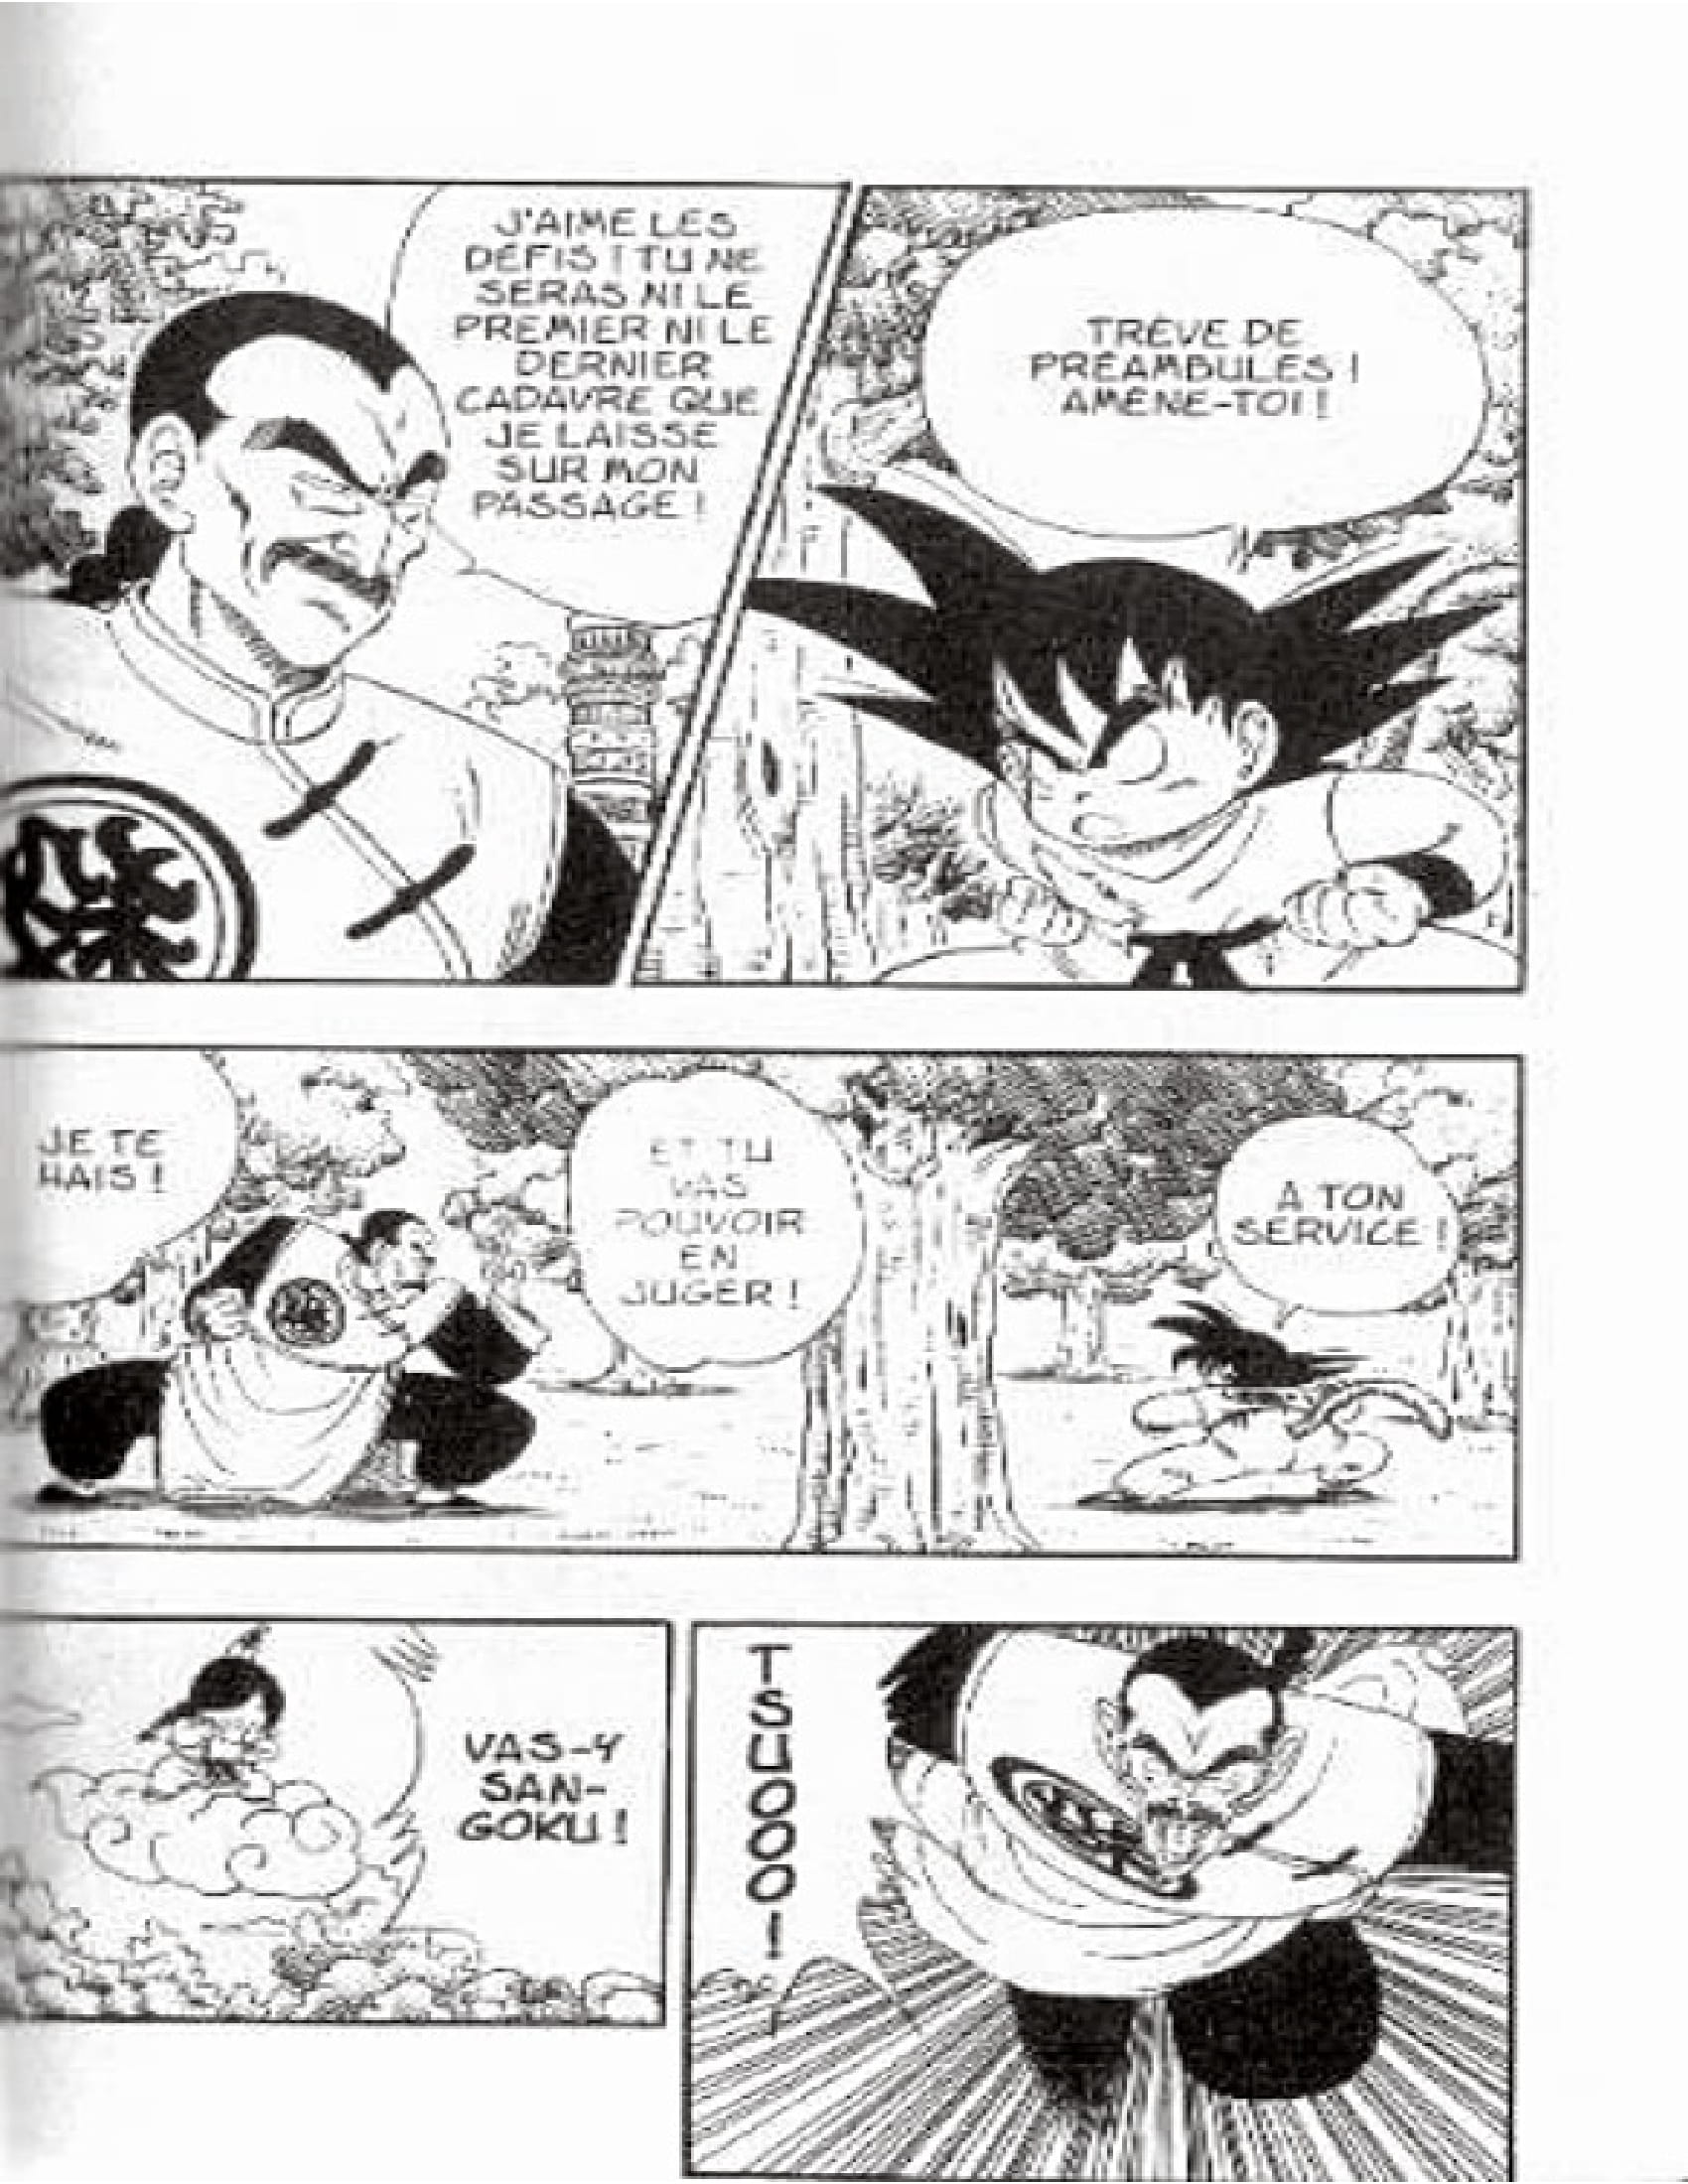 J'AIME LES
DÉFIS ! TU NE
SERAS NI LE
PREMIER NI LE
DERNIER
CADAVRE QUE
JE LAISSE
SUR MON
PASSAGE !
TRÊVE DE
PRÉAMBULES !
AMÈNE-TOI !
JE TE
HAIS !
ET TU
VAS
POUVOIR
EN
JUGER !
À TON
SERVICE !
VAS-Y
SAN-
GOKU !
TSUOOO !